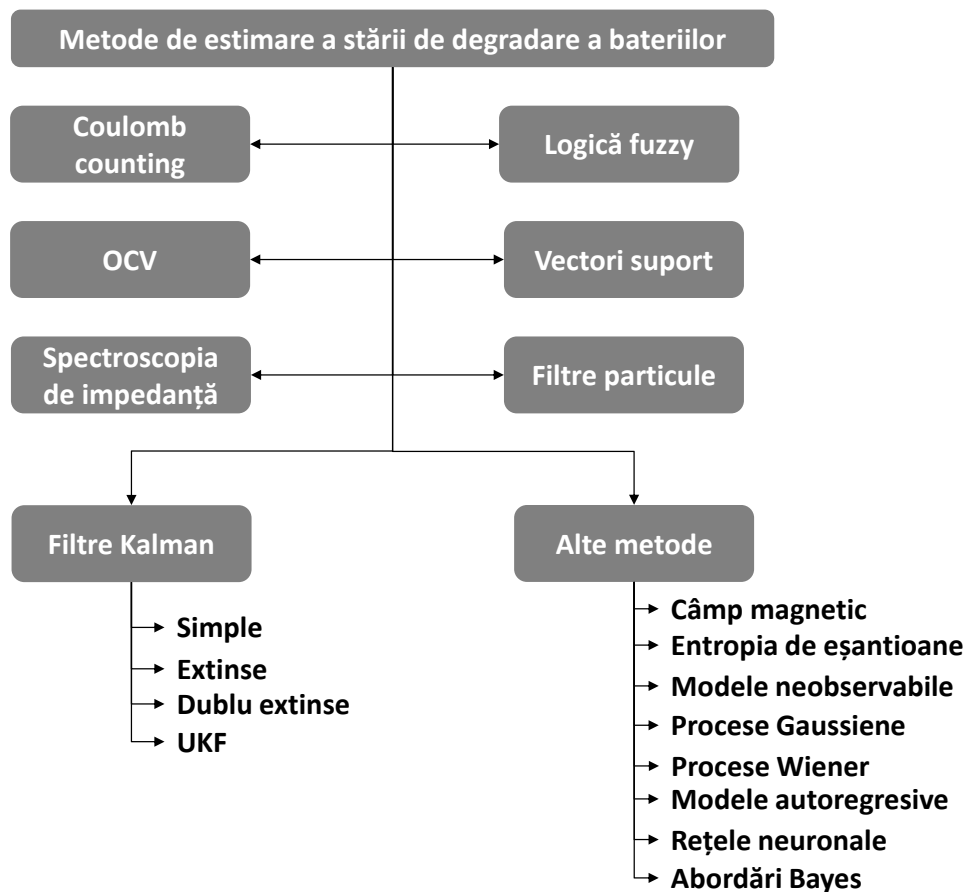 Metode de estimare a stării de degradare a bateriilor
Coulomb
counting
Logică fuzzy
OCV
Vectori suport
Spectroscopia
de impedanță
Filtre particule
Filtre Kalman
Simple
Extinse
Dublu extinse
UKF
Alte metode
Câmp magnetic
Entropia de eșantioane
Modele neobservabile
Procese Gaussiene
Procese Wiener
Modele autoregresive
Rețele neuronale
Abordări Bayes